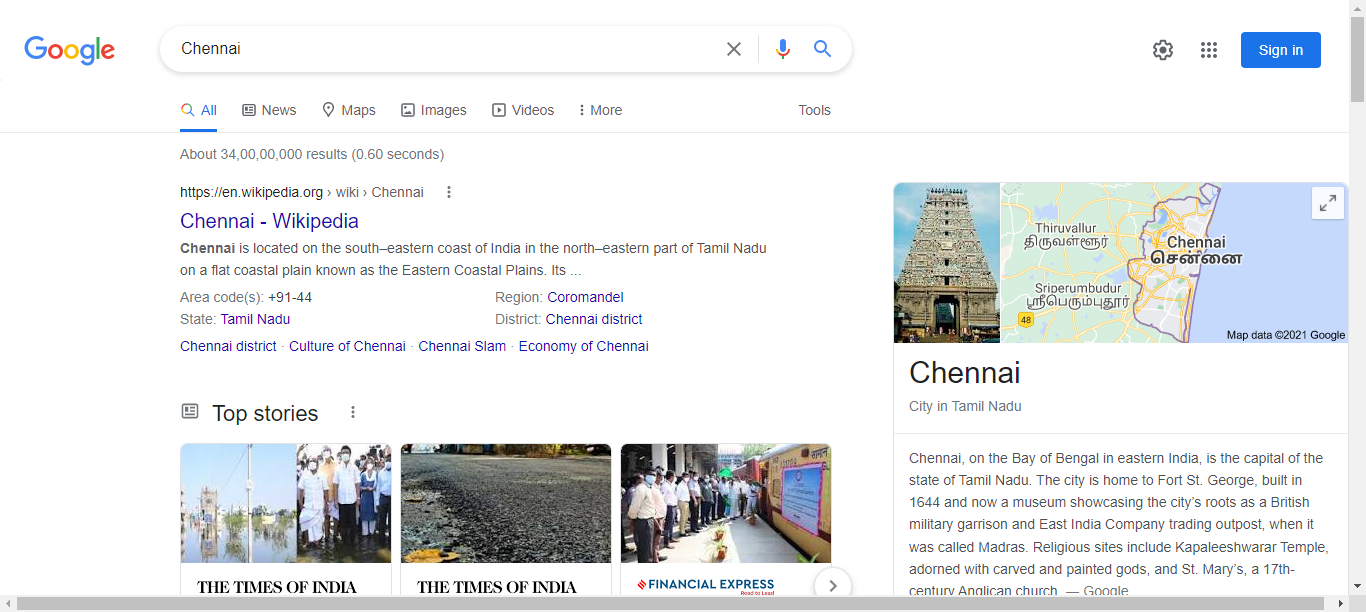 Google
Chennai
Sign in
All
News
Maps
Images
Videos
More
Tools
About 34,00,00,000 results (0.60 seconds)
https://en.wikipedia.org › wiki › Chennai
Chennai - Wikipedia
Chennai is located on the south–eastern coast of India in the north–eastern part of Tamil Nadu
on a flat coastal plain known as the Eastern Coastal Plains. Its ...
Area code(s): +91-44
Region: Coromandel
State: Tamil Nadu
District: Chennai district
Chennai district · Culture of Chennai · Chennai Slam · Economy of Chennai
Top stories
THE TIMES OF INDIA
THE TIMES OF INDIA
FINANCIAL EXPRESS
Read to Lead
Thiruvallur
திருவள்ளூர்
Chennai
சென்னை
Sriperumbudur
ஸ்ரீபெரும்புதூர்
48
Map data ©2021 Google
Chennai
City in Tamil Nadu
Chennai, on the Bay of Bengal in eastern India, is the capital of the
state of Tamil Nadu. The city is home to Fort St. George, built in
1644 and now a museum showcasing the city’s roots as a British
military garrison and East India Company trading outpost, when it
was called Madras. Religious sites include Kapaleeshwarar Temple,
adorned with carved and painted gods, and St. Mary’s, a 17th-
century Anglican church. — Google